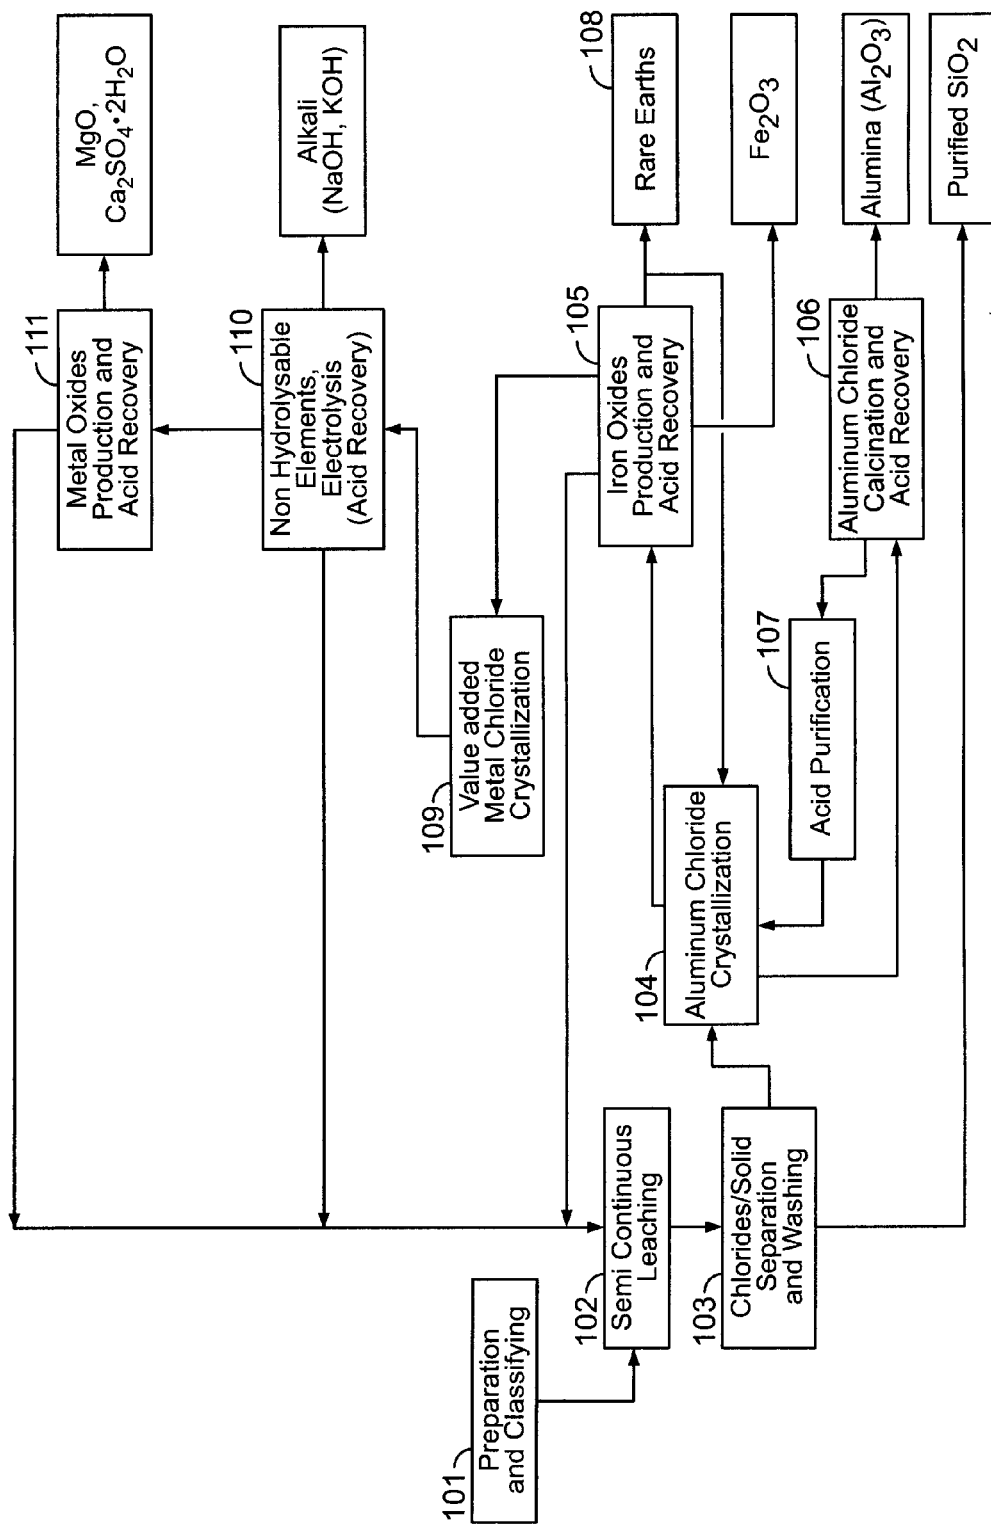 101
Preparation
and Classifying
102
Semi Continuous
Leaching
103
Chlorides/Solid
Separation
and Washing
104
Aluminum Chloride
Crystallization
109
Value added
Metal Chloride
Crystallization
107
Acid Purification
111
Metal Oxides
Production and
Acid Recovery
110
Non Hydrolysable
Elements,
Electrolysis
(Acid Recovery)
105
Iron Oxides
Production and
Acid Recovery
106
Aluminum Chloride
Calcination and
Acid Recovery
MgO,
Ca₂SO₄•2H₂O
Alkali
(NaOH, KOH)
108
Rare Earths
Fe₂O₃
Alumina (Al₂O₃)
Purified SiO₂